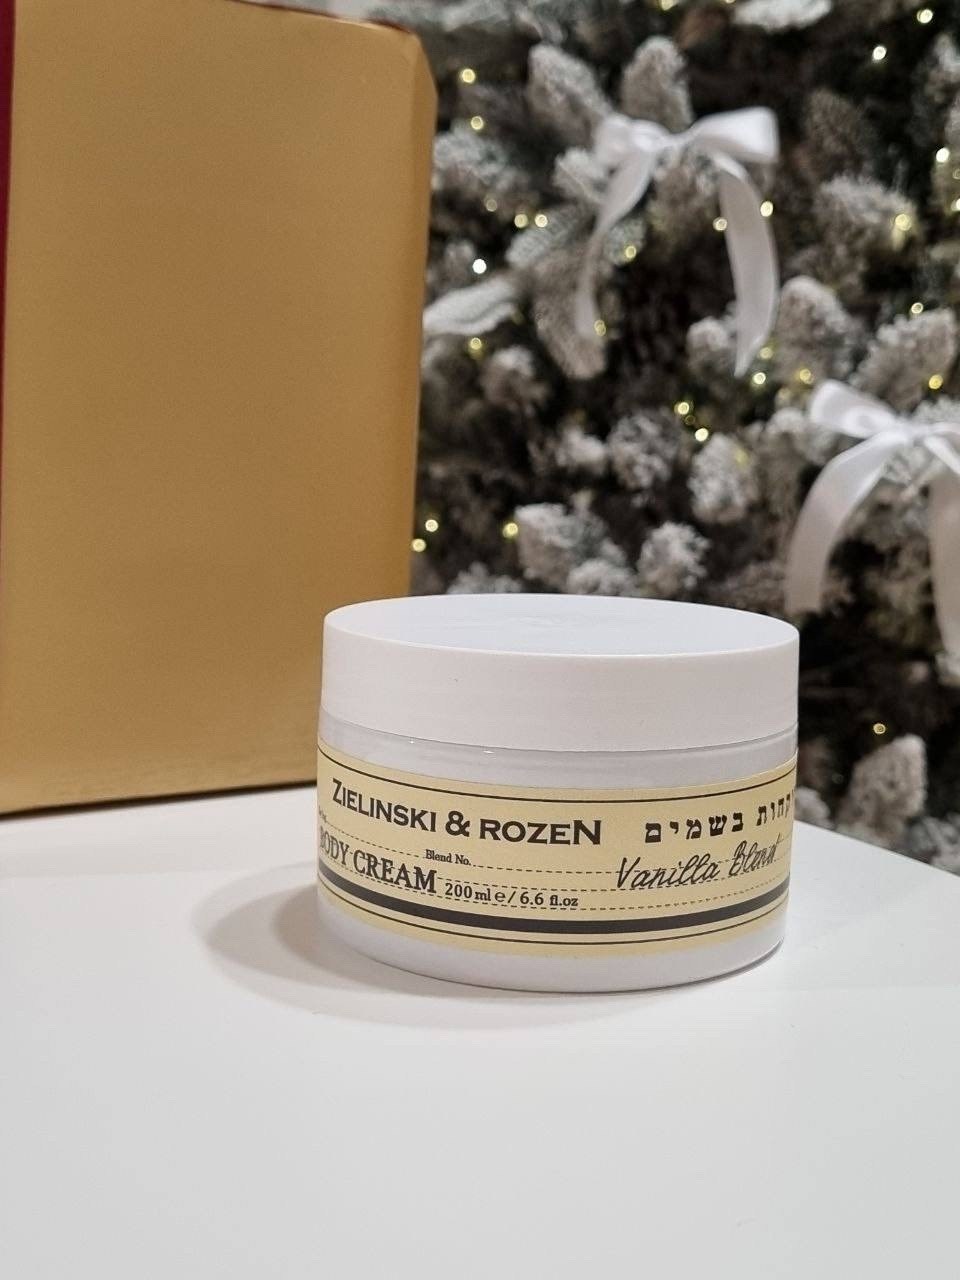 ZIELINSKI & ROZEN
בשמים
Blend No.
Vanilla Blend
BODY CREAM 200 ml e / 6.6 fl.oz